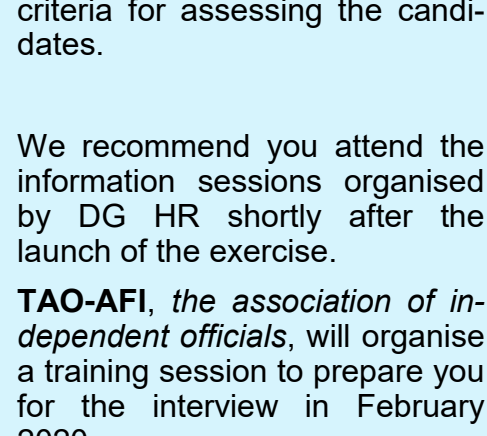 criteria for assessing the candi-
dates.
We recommend you attend the
information sessions organised
by DG HR shortly after the
launch of the exercise.
TAO-AFI, the association of in-
dependent officials, will organise
a training session to prepare you
for the interview in February
2020